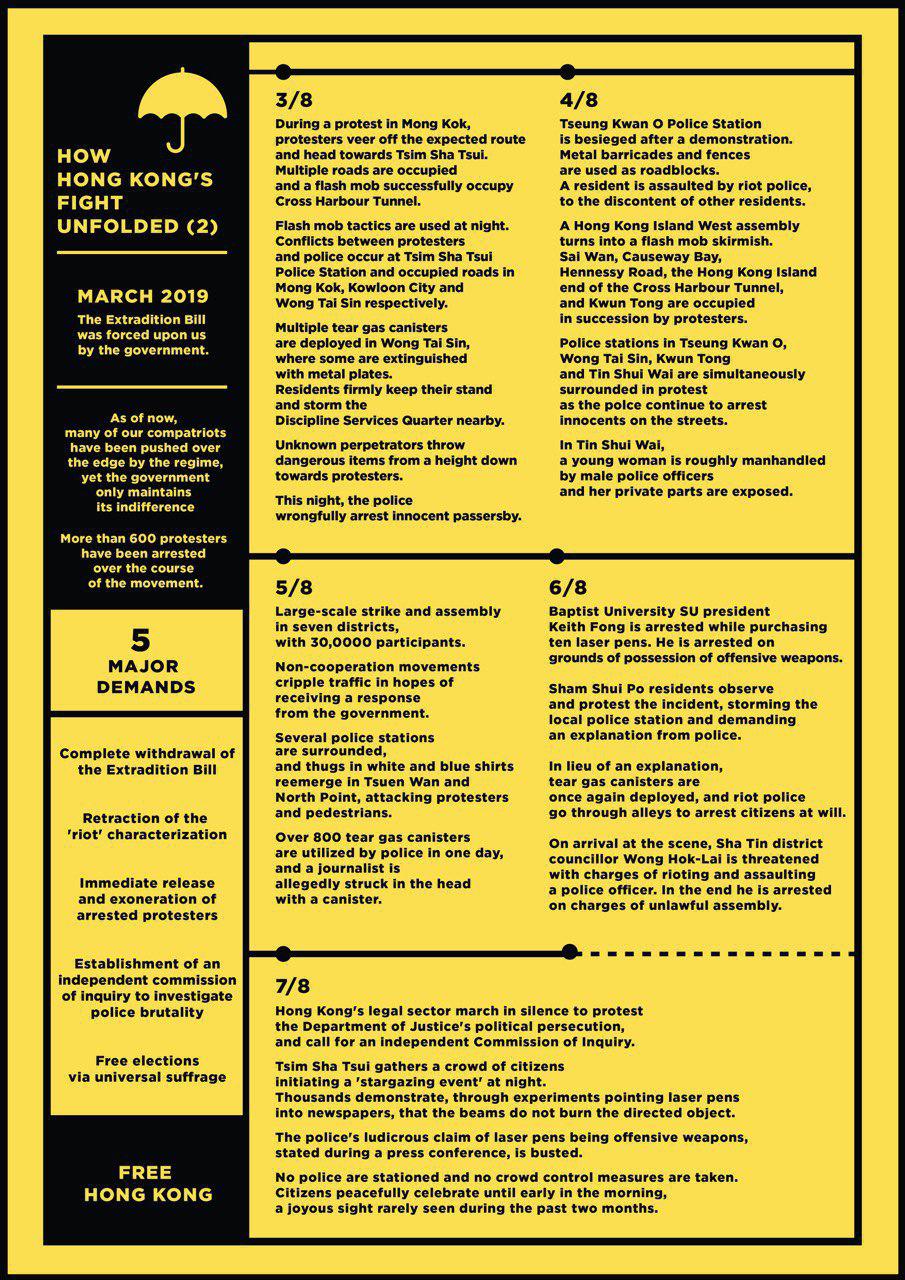 HOW
HONG KONG'S
FIGHT
UNFOLDED (2)
MARCH 2019
The Extradition Bill
was forced upon us
by the government.
As of now,
many of our compatriots
have been pushed over
the edge by the regime,
yet the government
only maintains
its indifference
More than 600 protesters
have been arrested
over the course
of the movement.
5
MAJOR
DEMANDS
Complete withdrawal of
the Extradition Bill
Retraction of the
'riot' characterization
Immediate release
and exoneration of
arrested protesters
Establishment of an
independent commission
of inquiry to investigate
police brutality
Free elections
via universal suffrage
FREE
HONG KONG
3/8
During a protest in Mong Kok,
protesters veer off the expected route
and head towards Tsim Sha Tsui.
Multiple roads are occupied
and a flash mob successfully occupy
Cross Harbour Tunnel.
Flash mob tactics are used at night.
Conflicts between protesters
and police occur at Tsim Sha Tsui
Police Station and occupied roads in
Mong Kok, Kowloon City and
Wong Tai Sin respectively.
Multiple tear gas canisters
are deployed in Wong Tai Sin,
where some are extinguished
with metal plates.
Residents firmly keep their stand
and storm the
Discipline Services Quarter nearby.
Unknown perpetrators throw
dangerous items from a height down
towards protesters.
This night, the police
wrongfully arrest innocent passersby.
4/8
Tseung Kwan O Police Station
is besieged after a demonstration.
Metal barricades and fences
are used as roadblocks.
A resident is assaulted by riot police,
to the discontent of other residents.
A Hong Kong Island West assembly
turns into a flash mob skirmish.
Sai Wan, Causeway Bay,
Hennessy Road, the Hong Kong Island
end of the Cross Harbour Tunnel,
and Kwun Tong are occupied
in succession by protesters.
Police stations in Tseung Kwan O,
Wong Tai Sin, Kwun Tong
and Tin Shui Wai are simultaneously
surrounded in protest
as the polce continue to arrest
innocents on the streets.
In Tin Shui Wai,
a young woman is roughly manhandled
by male police officers
and her private parts are exposed.
5/8
Large-scale strike and assembly
in seven districts,
with 30,0000 participants.
Non-cooperation movements
cripple traffic in hopes of
receiving a response
from the government.
Several police stations
are surrounded,
and thugs in white and blue shirts
reemerge in Tsuen Wan and
North Point, attacking protesters
and pedestrians.
Over 800 tear gas canisters
are utilized by police in one day,
and a journalist is
allegedly struck in the head
with a canister.
6/8
Baptist University SU president
Keith Fong is arrested while purchasing
ten laser pens. He is arrested on
grounds of possession of offensive weapons.
Sham Shui Po residents observe
and protest the incident, storming the
local police station and demanding
an explanation from police.
In lieu of an explanation,
tear gas canisters are
once again deployed, and riot police
go through alleys to arrest citizens at will.
On arrival at the scene, Sha Tin district
councillor Wong Hok-Lai is threatened
with charges of rioting and assaulting
a police officer. In the end he is arrested
on charges of unlawful assembly.
7/8
Hong Kong's legal sector march in silence to protest
the Department of Justice's political persecution,
and call for an independent Commission of Inquiry.
Tsim Sha Tsui gathers a crowd of citizens
initiating a 'stargazing event' at night.
Thousands demonstrate, through experiments pointing laser pens
into newspapers, that the beams do not burn the directed object.
The police's ludicrous claim of laser pens being offensive weapons,
stated during a press conference, is busted.
No police are stationed and no crowd control measures are taken.
Citizens peacefully celebrate until early in the morning,
a joyous sight rarely seen during the past two months.